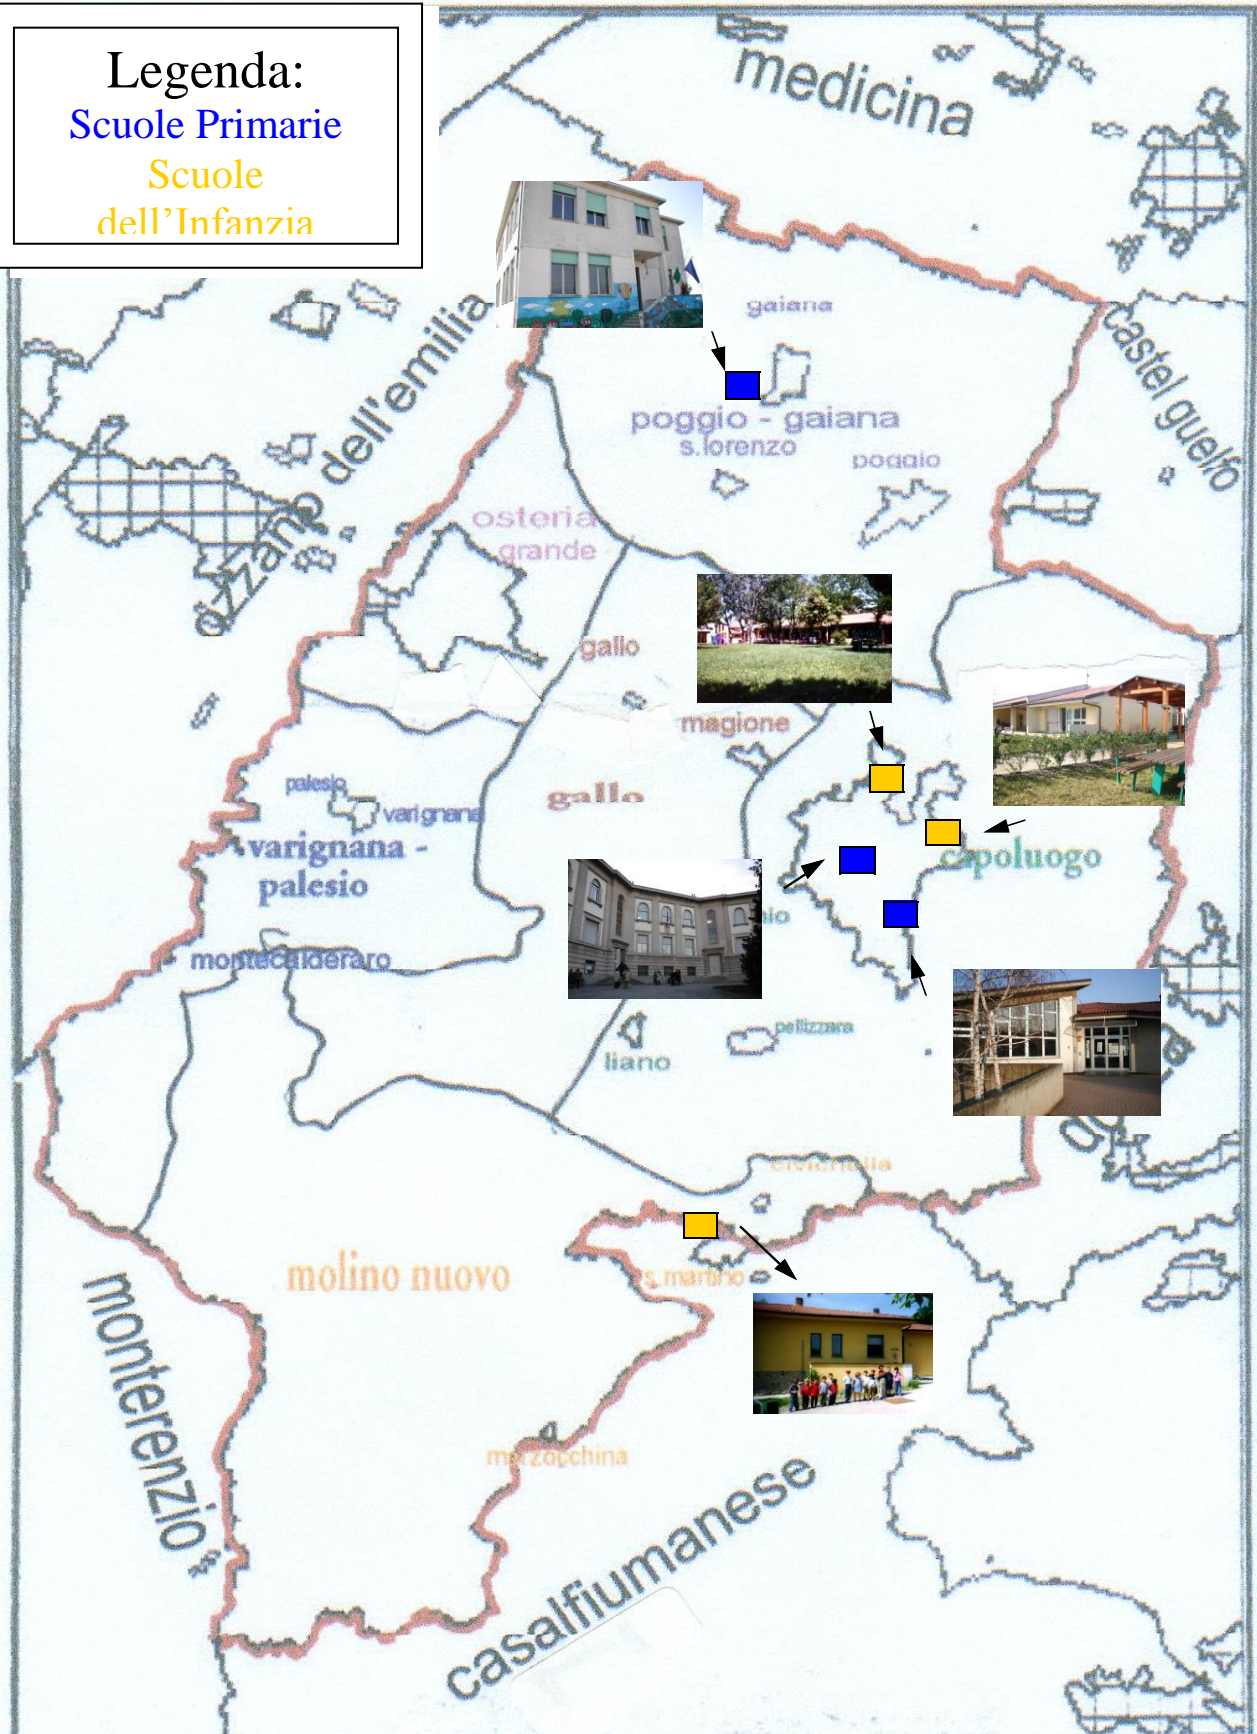 Legenda:
Scuole Primarie
Scuole
dell'Infanzia
medicina
gaiana
castel guelfo
ozzano dell'emilia
poggio - gaiana
s.lorenzo
poggio
osteria
grande
gallo
magione
palesio
varignana
gallo
varignana -
palesio
capoluogo
montecalderaro
pellizzara
liano
molino nuovo
s. martino
monterenzio
marzocchina
casalfiumanese